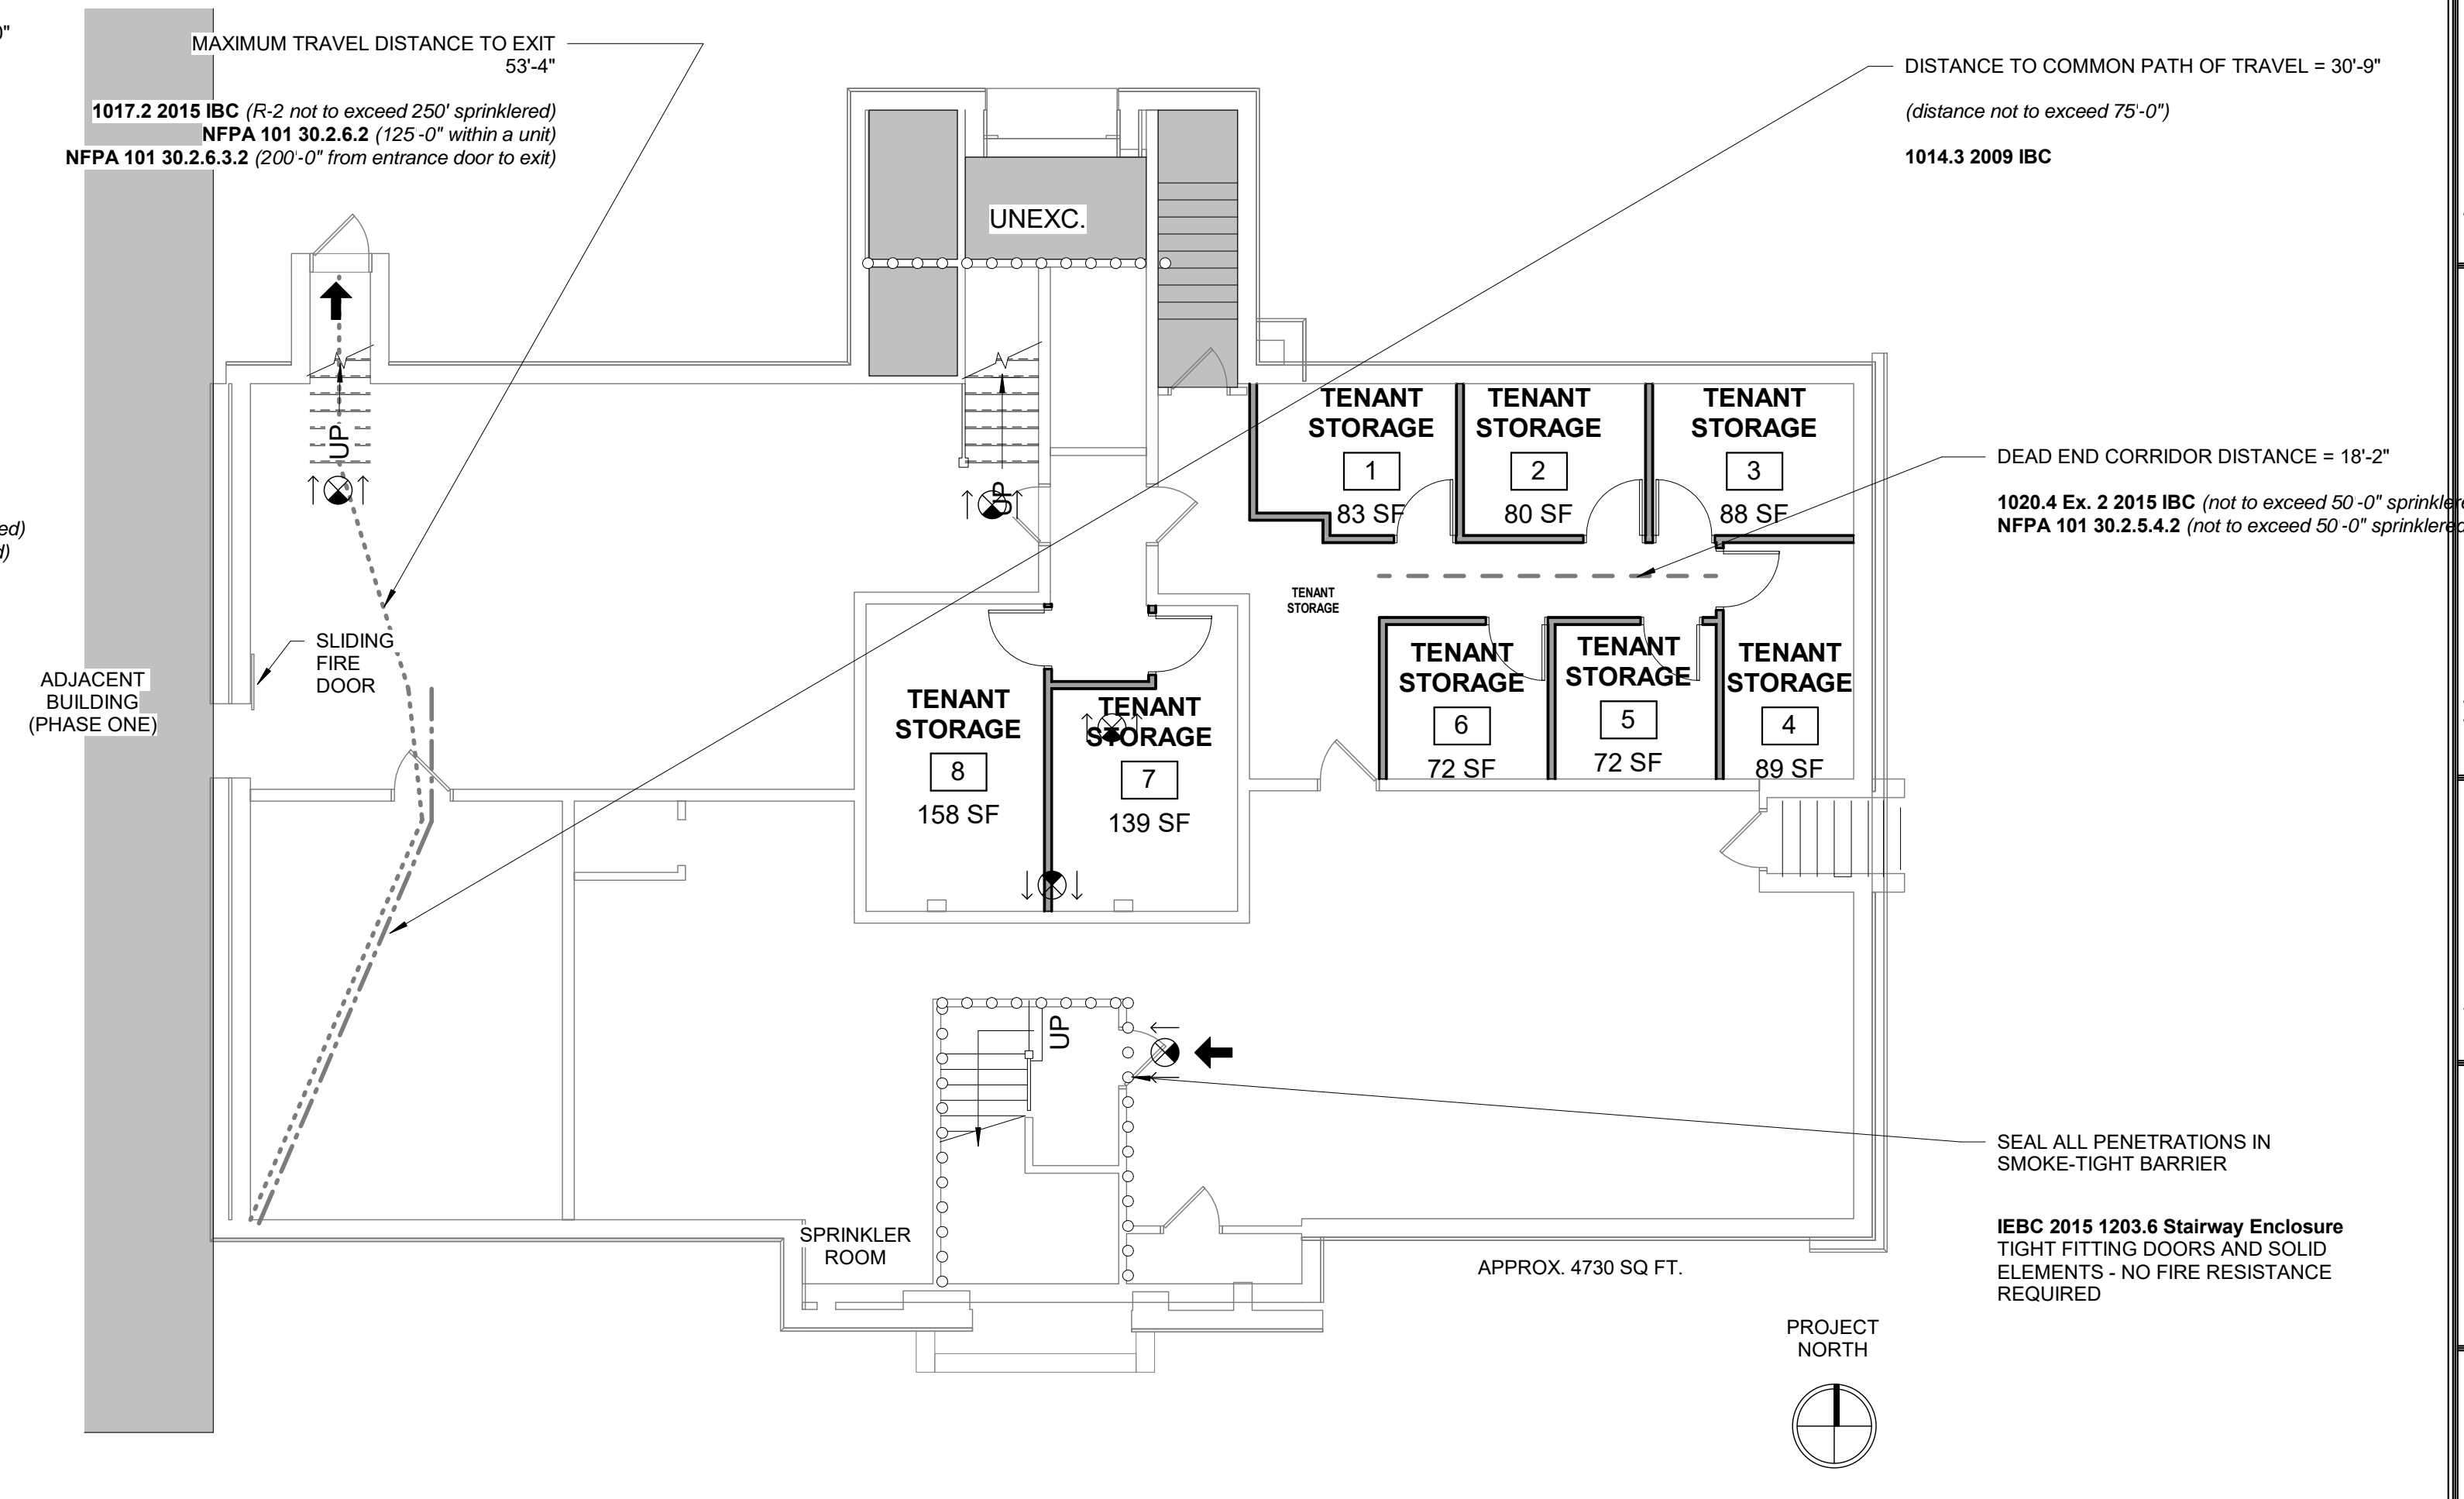 0"
MAXIMUM TRAVEL DISTANCE TO EXIT
53'-4"
1017.2 2015 IBC (R-2 not to exceed 250' sprinklered)
NFPA 101 30.2.6.2 (125'-0" within a unit)
NFPA 101 30.2.6.3.2 (200'-0" from entrance door to exit)
DISTANCE TO COMMON PATH OF TRAVEL = 30'-9"
(distance not to exceed 75'-0")
1014.3 2009 IBC
UNEXC.
UP
UP
TENANT
STORAGE
1
83 SF
TENANT
STORAGE
2
80 SF
TENANT
STORAGE
3
88 SF
DEAD END CORRIDOR DISTANCE = 18'-2"
1020.4 Ex. 2 2015 IBC (not to exceed 50'-0" sprinklere
NFPA 101 30.2.5.4.2 (not to exceed 50'-0" sprinklered
ed)
d)
TENANT
STORAGE
SLIDING
FIRE
DOOR
ADJACENT
BUILDING
(PHASE ONE)
TENANT
STORAGE
8
158 SF
TENANT
STORAGE
7
139 SF
TENANT
STORAGE
6
72 SF
TENANT
STORAGE
5
72 SF
TENANT
STORAGE
4
89 SF
UP
SEAL ALL PENETRATIONS IN
SMOKE-TIGHT BARRIER
IEBC 2015 1203.6 Stairway Enclosure
TIGHT FITTING DOORS AND SOLID
ELEMENTS - NO FIRE RESISTANCE
REQUIRED
SPRINKLER
ROOM
APPROX. 4730 SQ FT.
PROJECT
NORTH